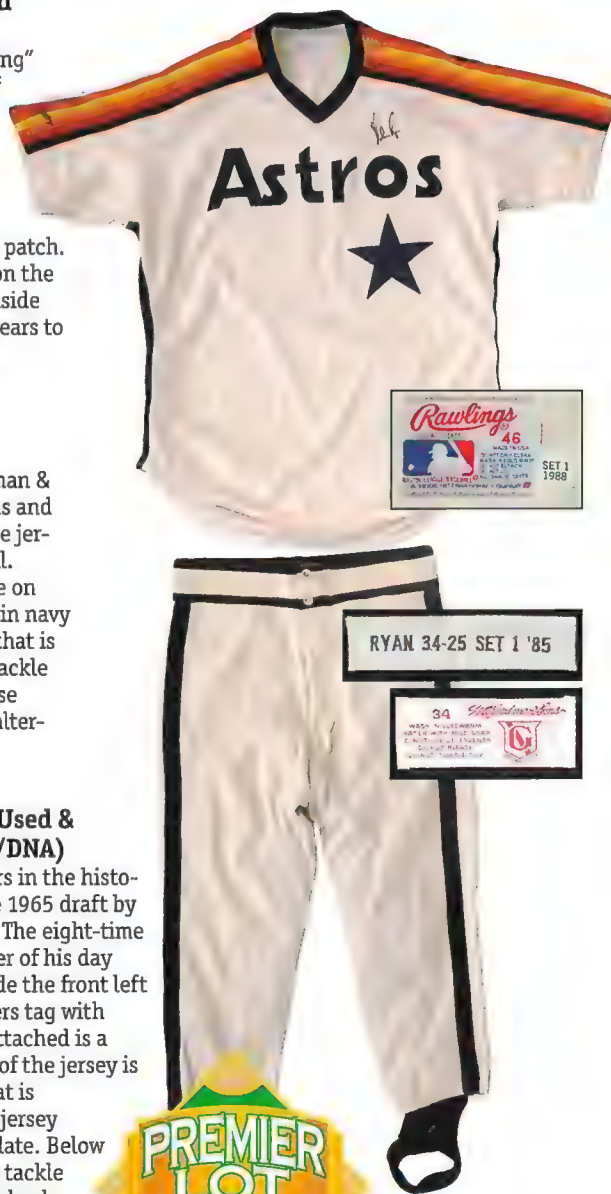 ng”
patch.
on the
side
ears to
man &
s and
e jer-
l.
e on
in navy
that is
ackle
se
alter-
Used &
/DNA)
rs in the histo-
e 1965 draft by
The eight-time
er of his day
de the front left
ers tag with
ttached is a
of the jersey is
at is
jersey
late. Below
tackle
Astros
Rawlings
46
SET 1
1988
RYAN 34-25 SET 1 '85
34
PREMIER
LOT